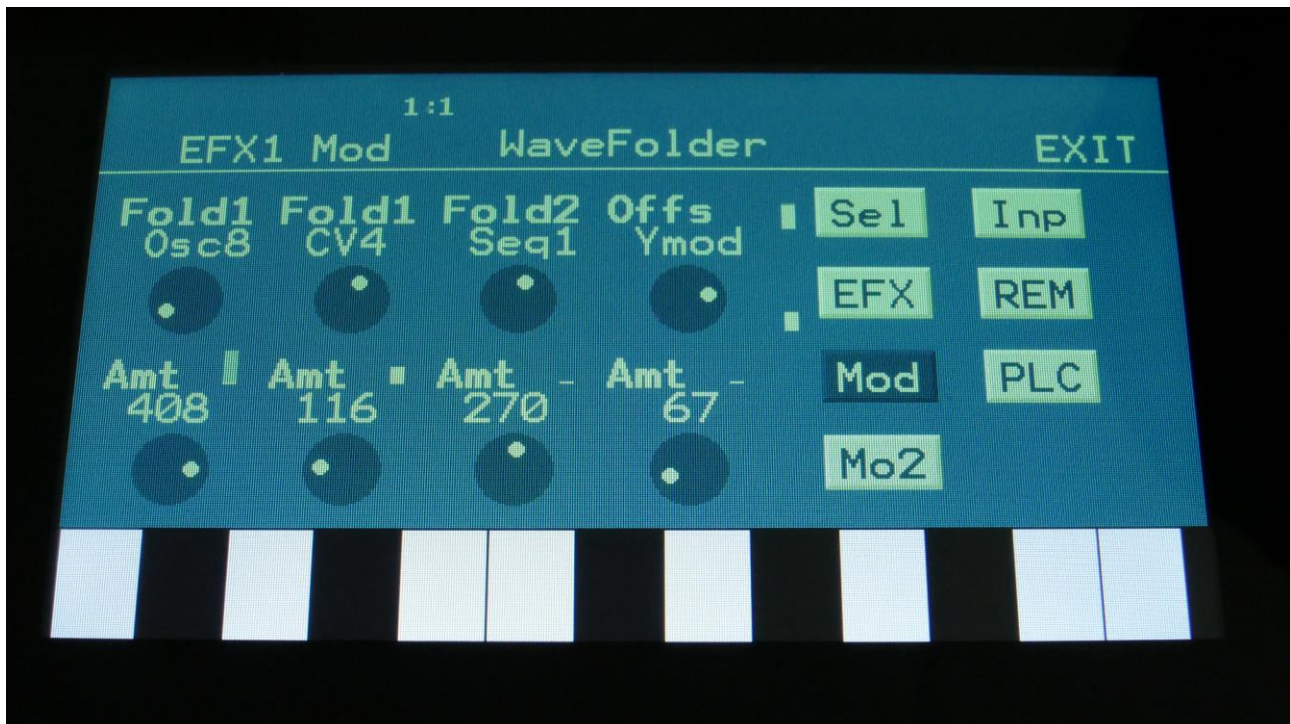 1:1
EFX1 Mod WaveFolder EXIT
Fold1 Fold1 Fold2 Offs Sel Inp
Osc8 CV4 Seq1 Ymod
EFX REM
Amt Amt Amt Amt Mod PLC
408 116 270 67
Mo2